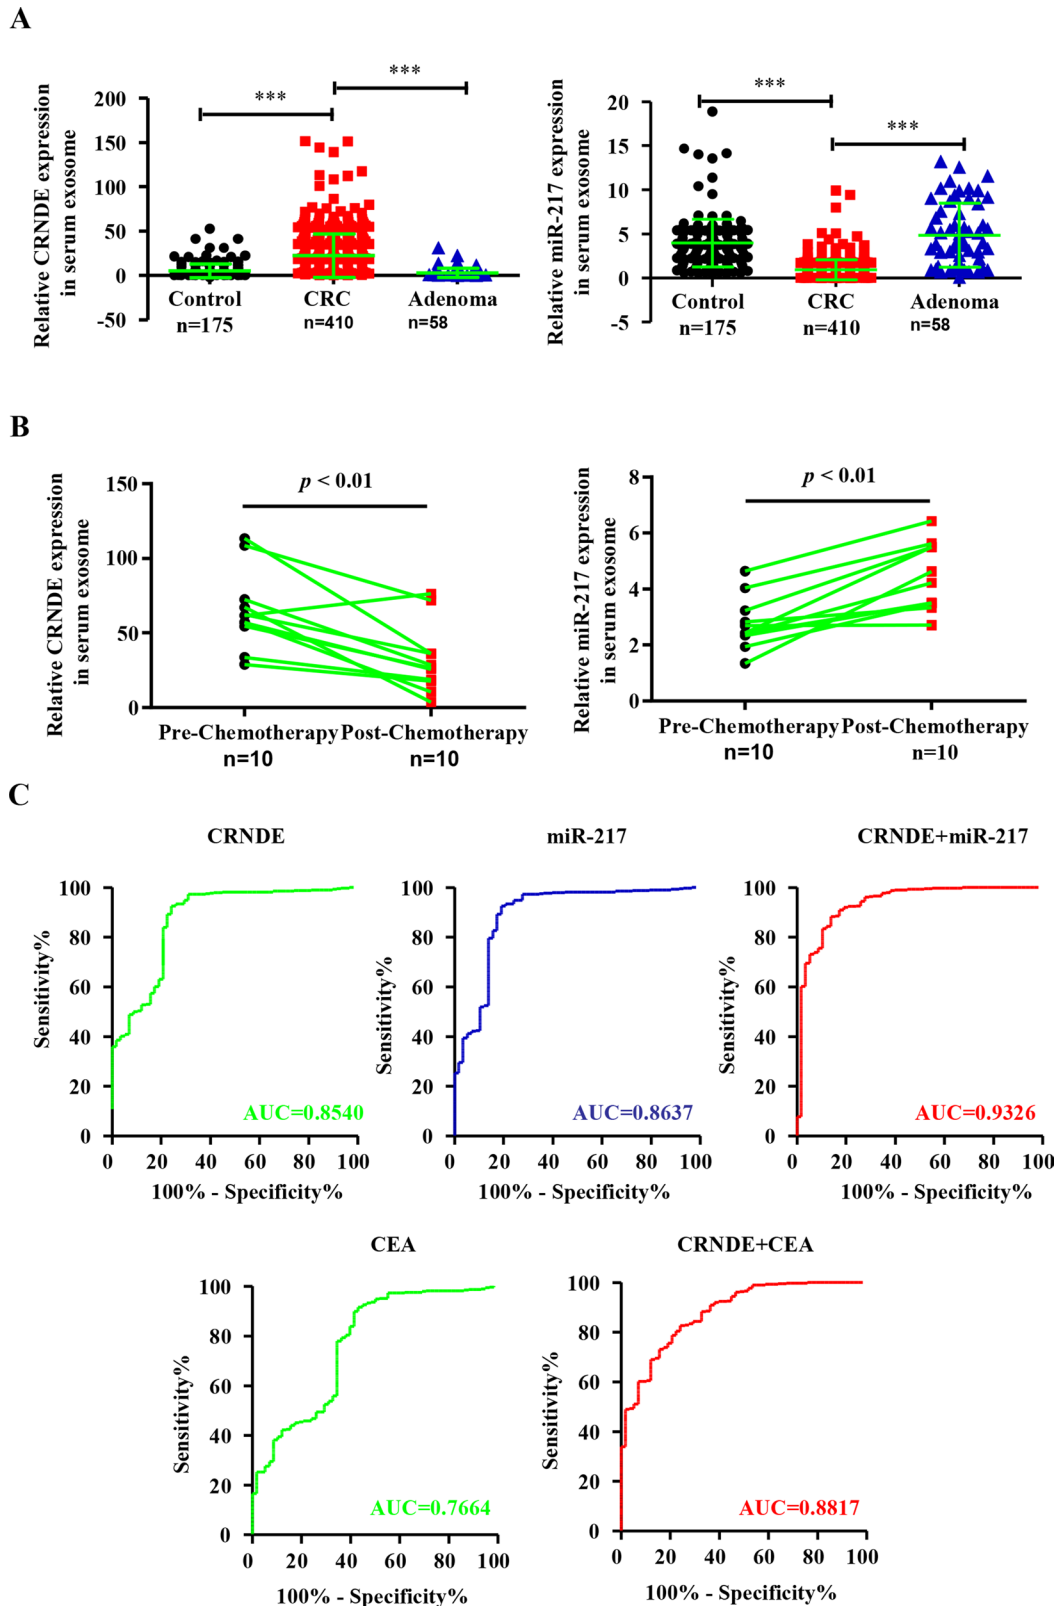 A
Relative CRNDE expression
in serum exosome
200
150
100
50
0
-50
***
***
Control
n=175
CRC
n=410
Adenoma
n=58
Relative miR-217 expression
in serum exosome
20
15
10
5
0
-5
***
***
Control
n=175
CRC
n=410
Adenoma
n=58
B
Relative CRNDE expression
in serum exosome
150
100
50
0
p < 0.01
Pre-Chemotherapy
n=10
Post-Chemotherapy
n=10
Relative miR-217 expression
in serum exosome
8
6
4
2
0
p < 0.01
Pre-Chemotherapy
n=10
Post-Chemotherapy
n=10
C
CRNDE
Sensitivity%
100
80
60
40
20
0
AUC=0.8540
0 20 40 60 80 100
100% - Specificity%
miR-217
Sensitivity%
100
80
60
40
20
0
AUC=0.8637
0 20 40 60 80 100
100% - Specificity%
CRNDE+miR-217
Sensitivity%
100
80
60
40
20
0
AUC=0.9326
0 20 40 60 80 100
100% - Specificity%
CEA
Sensitivity%
100
80
60
40
20
0
AUC=0.7664
0 20 40 60 80 100
100% - Specificity%
CRNDE+CEA
Sensitivity%
100
80
60
40
20
0
AUC=0.8817
0 20 40 60 80 100
100% - Specificity%